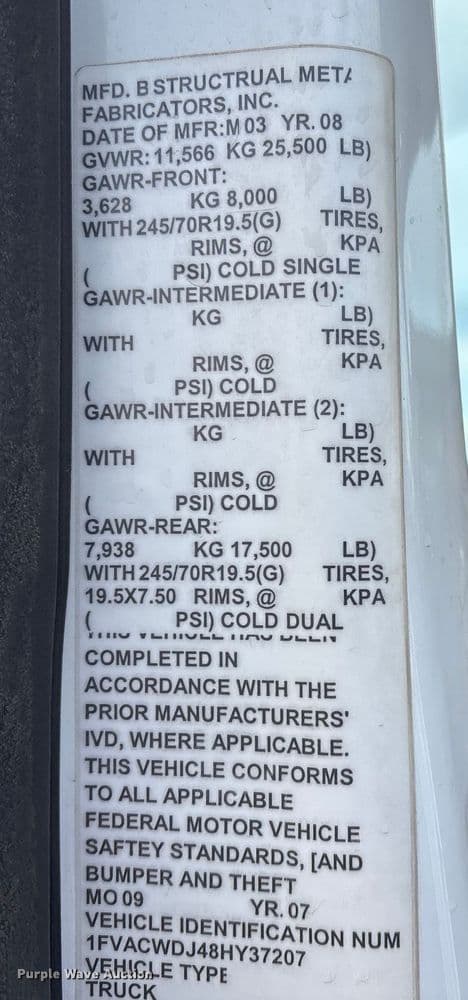 MFD. B STRUCTRUAL META
FABRICATORS, INC.
DATE OF MFR:M 03 YR. 08
GVWR: 11,566 KG 25,500 LB)
GAWR-FRONT:
3,628 KG 8,000 LB)
WITH 245/70R19.5(G) TIRES,
RIMS, @ KPA
( PSI) COLD SINGLE
GAWR-INTERMEDIATE (1):
KG LB)
WITH TIRES,
RIMS, @ KPA
( PSI) COLD
GAWR-INTERMEDIATE (2):
KG LB)
WITH TIRES,
RIMS, @ KPA
( PSI) COLD
GAWR-REAR:
7,938 KG 17,500 LB)
WITH 245/70R19.5(G) TIRES,
19.5X7.50 RIMS, @ KPA
( PSI) COLD DUAL
THIS VEHICLE HAS BEEN
COMPLETED IN
ACCORDANCE WITH THE
PRIOR MANUFACTURERS'
IVD, WHERE APPLICABLE.
THIS VEHICLE CONFORMS
TO ALL APPLICABLE
FEDERAL MOTOR VEHICLE
SAFTEY STANDARDS, [AND
BUMPER AND THEFT
MO 09 YR. 07
VEHICLE IDENTIFICATION NUM
1FVACWDJ48HY37207
VEHICLE TYPE
TRUCK
Purple Wave Auction